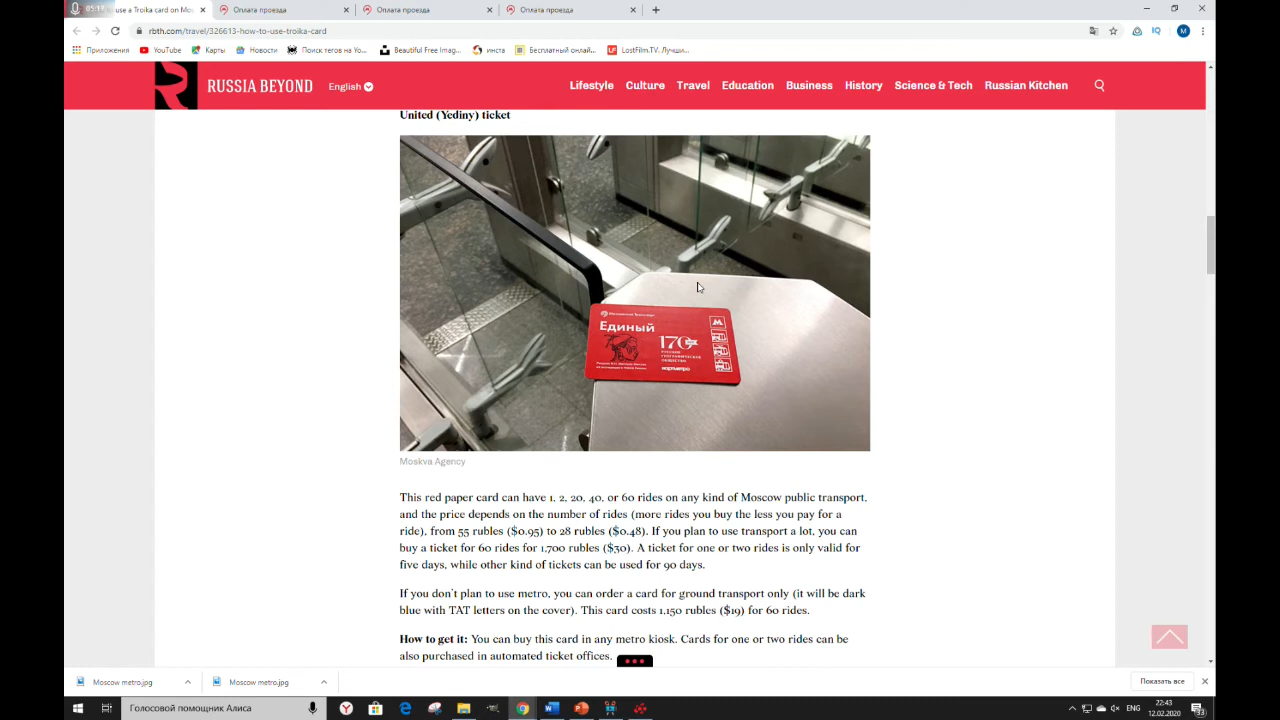 05:17
use a Troika card on Mos
Оплата проезда
Оплата проезда
Оплата проезда
rbth.com/travel/326613-how-to-use-troika-card
Приложения
YouTube
Карты
Новости
Поиск тегов на Yo...
Beautiful Free Imag...
инста
Бесплатный онлай...
LostFilm.TV. Лучши...
RUSSIA BEYOND
English
Lifestyle
Culture
Travel
Education
Business
History
Science & Tech
Russian Kitchen
United (Yediny) ticket
Единый
170
РУССКОЕ
ГЕОГРАФИЧЕСКОЕ
ОБЩЕСТВО
Moskva Agency
This red paper card can have 1, 2, 20, 40, or 60 rides on any kind of Moscow public transport,
and the price depends on the number of rides (more rides you buy the less you pay for a
ride), from 55 rubles ($0.95) to 28 rubles ($0.48). If you plan to use transport a lot, you can
buy a ticket for 60 rides for 1,700 rubles ($30). A ticket for one or two rides is only valid for
five days, while other kind of tickets can be used for 90 days.
If you don't plan to use metro, you can order a card for ground transport only (it will be dark
blue with TAT letters on the cover). This card costs 1,150 rubles ($19) for 60 rides.
How to get it: You can buy this card in any metro kiosk. Cards for one or two rides can be
also purchased in automated ticket offices.
Moscow metro.jpg
Moscow metro.jpg
Показать все
Голосовой помощник Алиса
ENG
22:43
12.02.2020
33